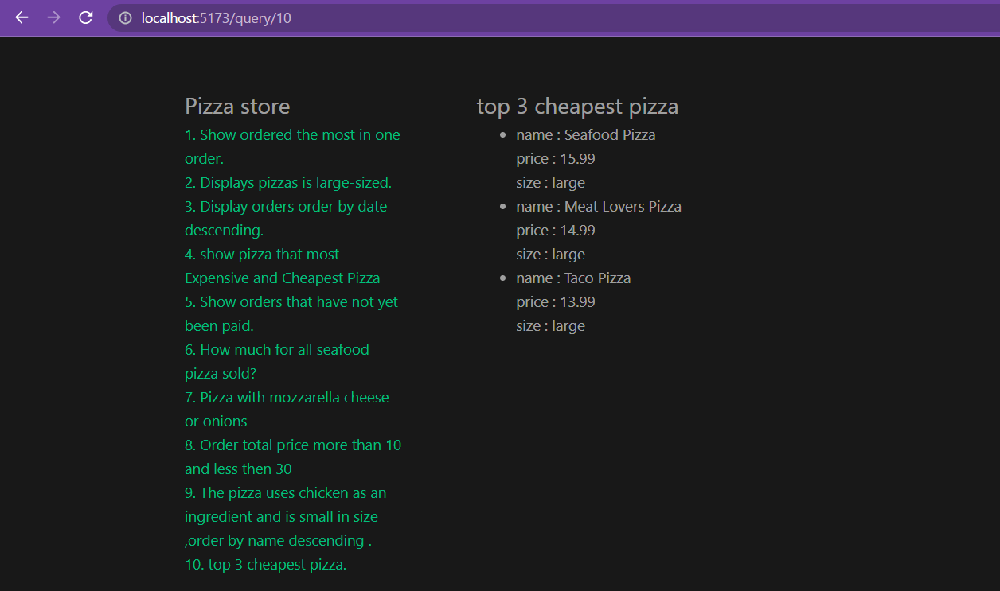 localhost:5173/query/10
Pizza store
1. Show ordered the most in one
order.
2. Displays pizzas is large-sized.
3. Display orders order by date
descending.
4. show pizza that most
Expensive and Cheapest Pizza
5. Show orders that have not yet
been paid.
6. How much for all seafood
pizza sold?
7. Pizza with mozzarella cheese
or onions
8. Order total price more than 10
and less then 30
9. The pizza uses chicken as an
ingredient and is small in size
,order by name descending .
10. top 3 cheapest pizza.
top 3 cheapest pizza
• name : Seafood Pizza
price : 15.99
size : large
• name : Meat Lovers Pizza
price : 14.99
size : large
• name : Taco Pizza
price : 13.99
size : large